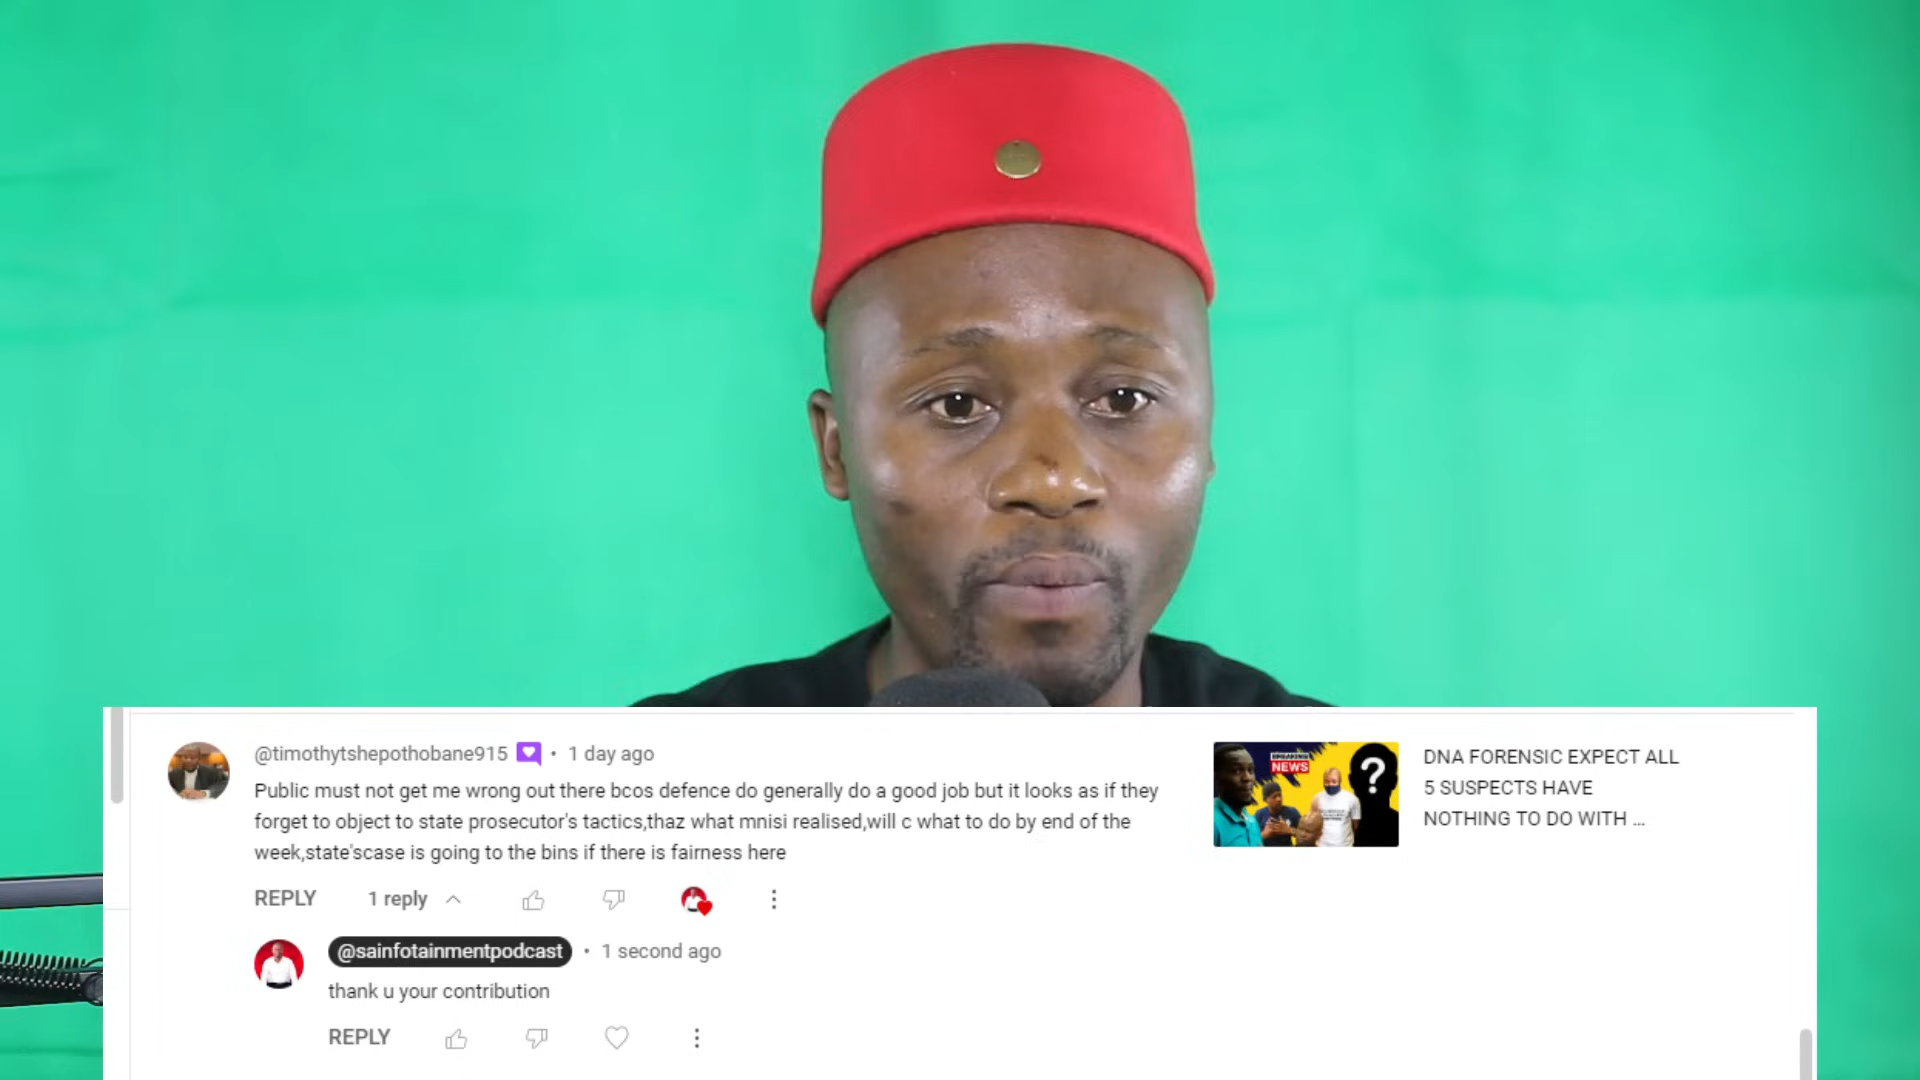 @timothytshepothobane915 • 1 day ago
Public must not get me wrong out there bcos defence do generally do a good job but it looks as if they
forget to object to state prosecutor's tactics,thaz what mnisi realised,will c what to do by end of the
week,state'scase is going to the bins if there is fairness here
REPLY 1 reply
@sainfotainmentpodcast • 1 second ago
thank u your contribution
REPLY
BREAKING
NEWS
?
DNA FORENSIC EXPECT ALL
5 SUSPECTS HAVE
NOTHING TO DO WITH ...